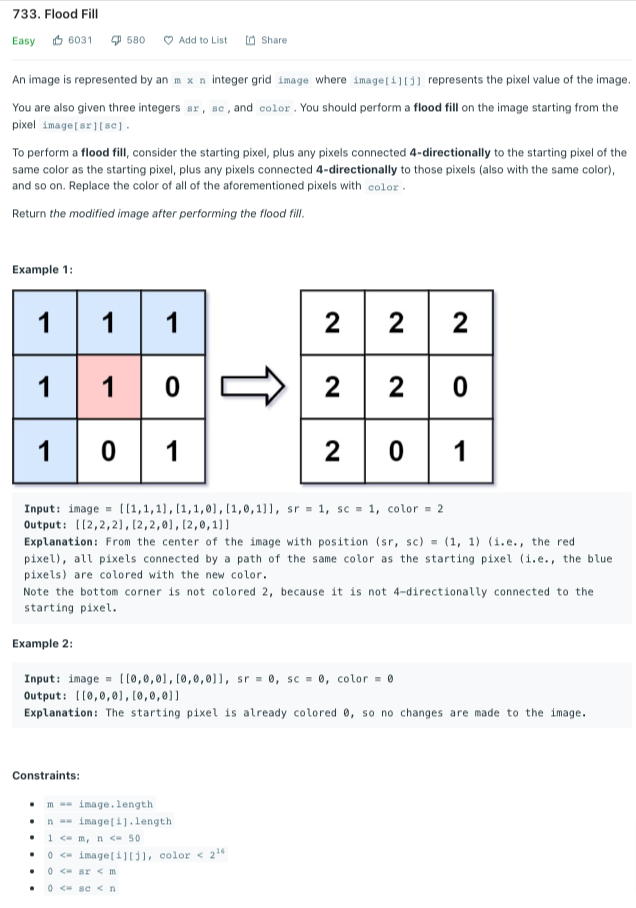 733. Flood Fill
Easy 6031 580 Add to List Share
An image is represented by an m x n integer grid image where image[i][j] represents the pixel value of the image.
You are also given three integers sr, sc, and color. You should perform a flood fill on the image starting from the
pixel image[sr][sc].
To perform a flood fill, consider the starting pixel, plus any pixels connected 4-directionally to the starting pixel of the
same color as the starting pixel, plus any pixels connected 4-directionally to those pixels (also with the same color),
and so on. Replace the color of all of the aforementioned pixels with color.
Return the modified image after performing the flood fill.
Example 1:
1 1 1 2 2 2
1 1 0 2 2 0
1 0 1 2 0 1
Input: image = [[1,1,1],[1,1,0],[1,0,1]], sr = 1, sc = 1, color = 2
Output: [[2,2,2],[2,2,0],[2,0,1]]
Explanation: From the center of the image with position (sr, sc) = (1, 1) (i.e., the red
pixel), all pixels connected by a path of the same color as the starting pixel (i.e., the blue
pixels) are colored with the new color.
Note the bottom corner is not colored 2, because it is not 4-directionally connected to the
starting pixel.
Example 2:
Input: image = [[0,0,0],[0,0,0]], sr = 0, sc = 0, color = 0
Output: [[0,0,0],[0,0,0]]
Explanation: The starting pixel is already colored 0, so no changes are made to the image.
Constraints:
• m == image.length
• n == image[i].length
• 1 <= m, n <= 50
• 0 <= image[i][j], color < 2¹⁶
• 0 <= sr < m
• 0 <= sc < n